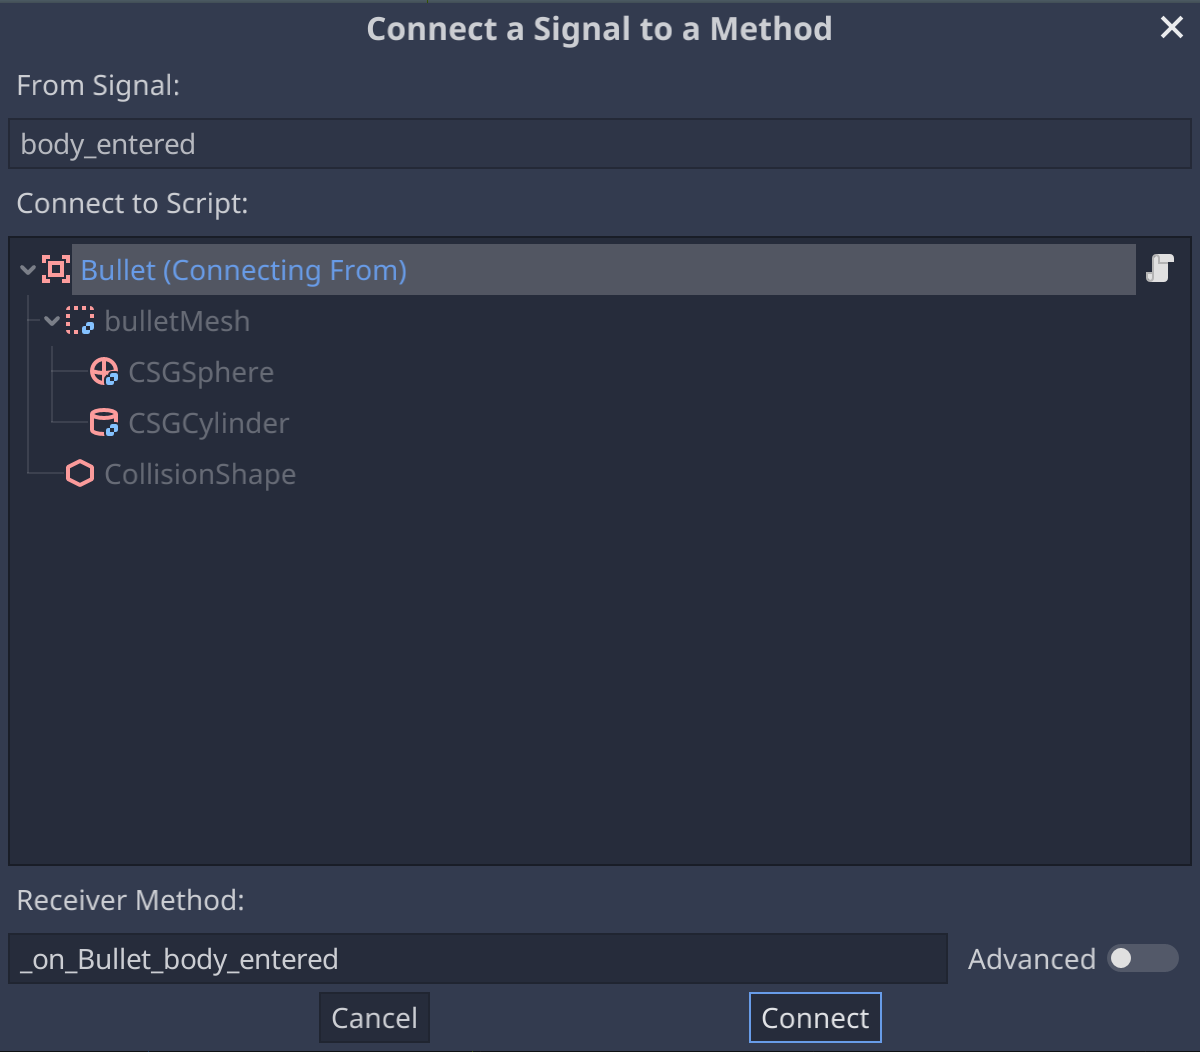 Connect a Signal to a Method
From Signal:
body_entered
Connect to Script:
Bullet (Connecting From)
bulletMesh
CSGSphere
CSGCylinder
CollisionShape
Receiver Method:
_on_Bullet_body_entered
Advanced
Cancel
Connect